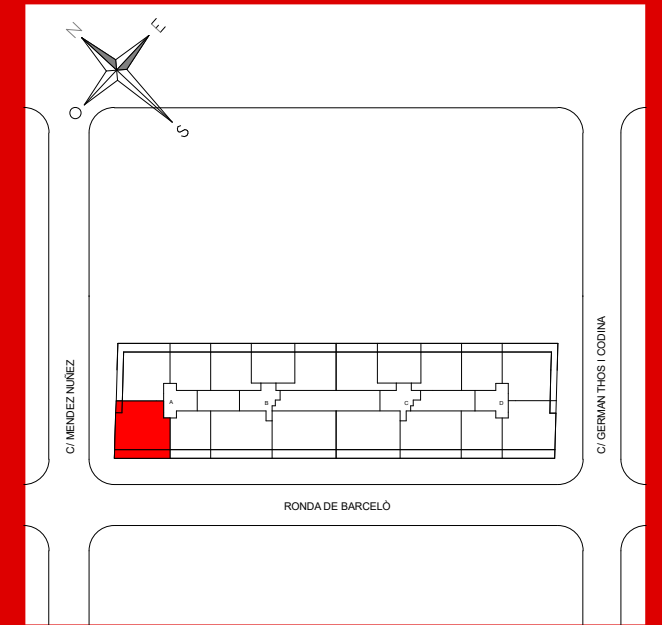 N
E
O
S
C/ MENDEZ NUÑEZ
C/ GERMAN THOS I CODINA
A
B
C
D
RONDA DE BARCELÒ